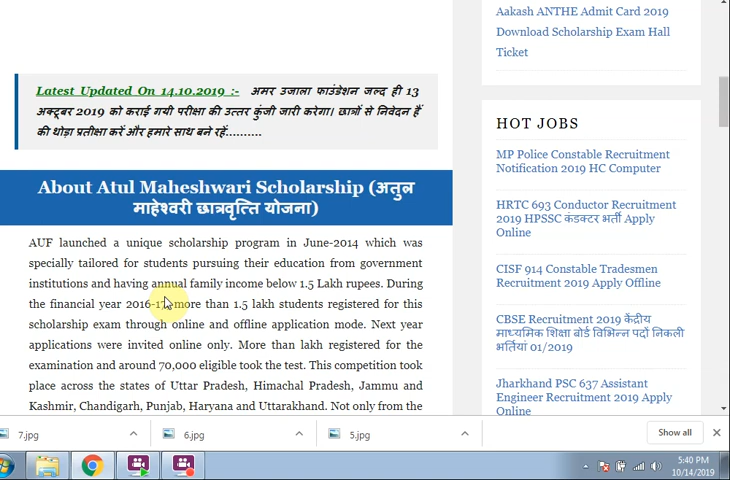 Latest Updated On 14.10.2019 :- अमर उजाला फाउंडेशन जल्द ही 13
अक्टूबर 2019 को कराई गयी परीक्षा की उत्तर कुंजी जारी करेगा। छात्रों से निवेदन हैं
की थोड़ा प्रतीक्षा करें और हमारे साथ बने रहें..........
About Atul Maheshwari Scholarship (अतुल
माहेश्वरी छात्रवृत्ति योजना)
AUF launched a unique scholarship program in June-2014 which was
specially tailored for students pursuing their education from government
institutions and having annual family income below 1.5 Lakh rupees. During
the financial year 2016-17 more than 1.5 lakh students registered for this
scholarship exam through online and offline application mode. Next year
applications were invited online only. More than lakh registered for the
examination and around 70,000 eligible took the test. This competition took
place across the states of Uttar Pradesh, Himachal Pradesh, Jammu and
Kashmir, Chandigarh, Punjab, Haryana and Uttarakhand. Not only from the
Aakash ANTHE Admit Card 2019
Download Scholarship Exam Hall
Ticket
HOT JOBS
MP Police Constable Recruitment
Notification 2019 HC Computer
HRTC 693 Conductor Recruitment
2019 HPSSC कंडक्टर भर्ती Apply
Online
CISF 914 Constable Tradesmen
Recruitment 2019 Apply Offline
CBSE Recruitment 2019 केंद्रीय
माध्यमिक शिक्षा बोर्ड विभिन्न पदों निकली
भर्तियां 01/2019
Jharkhand PSC 637 Assistant
Engineer Recruitment 2019 Apply
Online
7.jpg
6.jpg
5.jpg
Show all
5:40 PM
10/14/2019